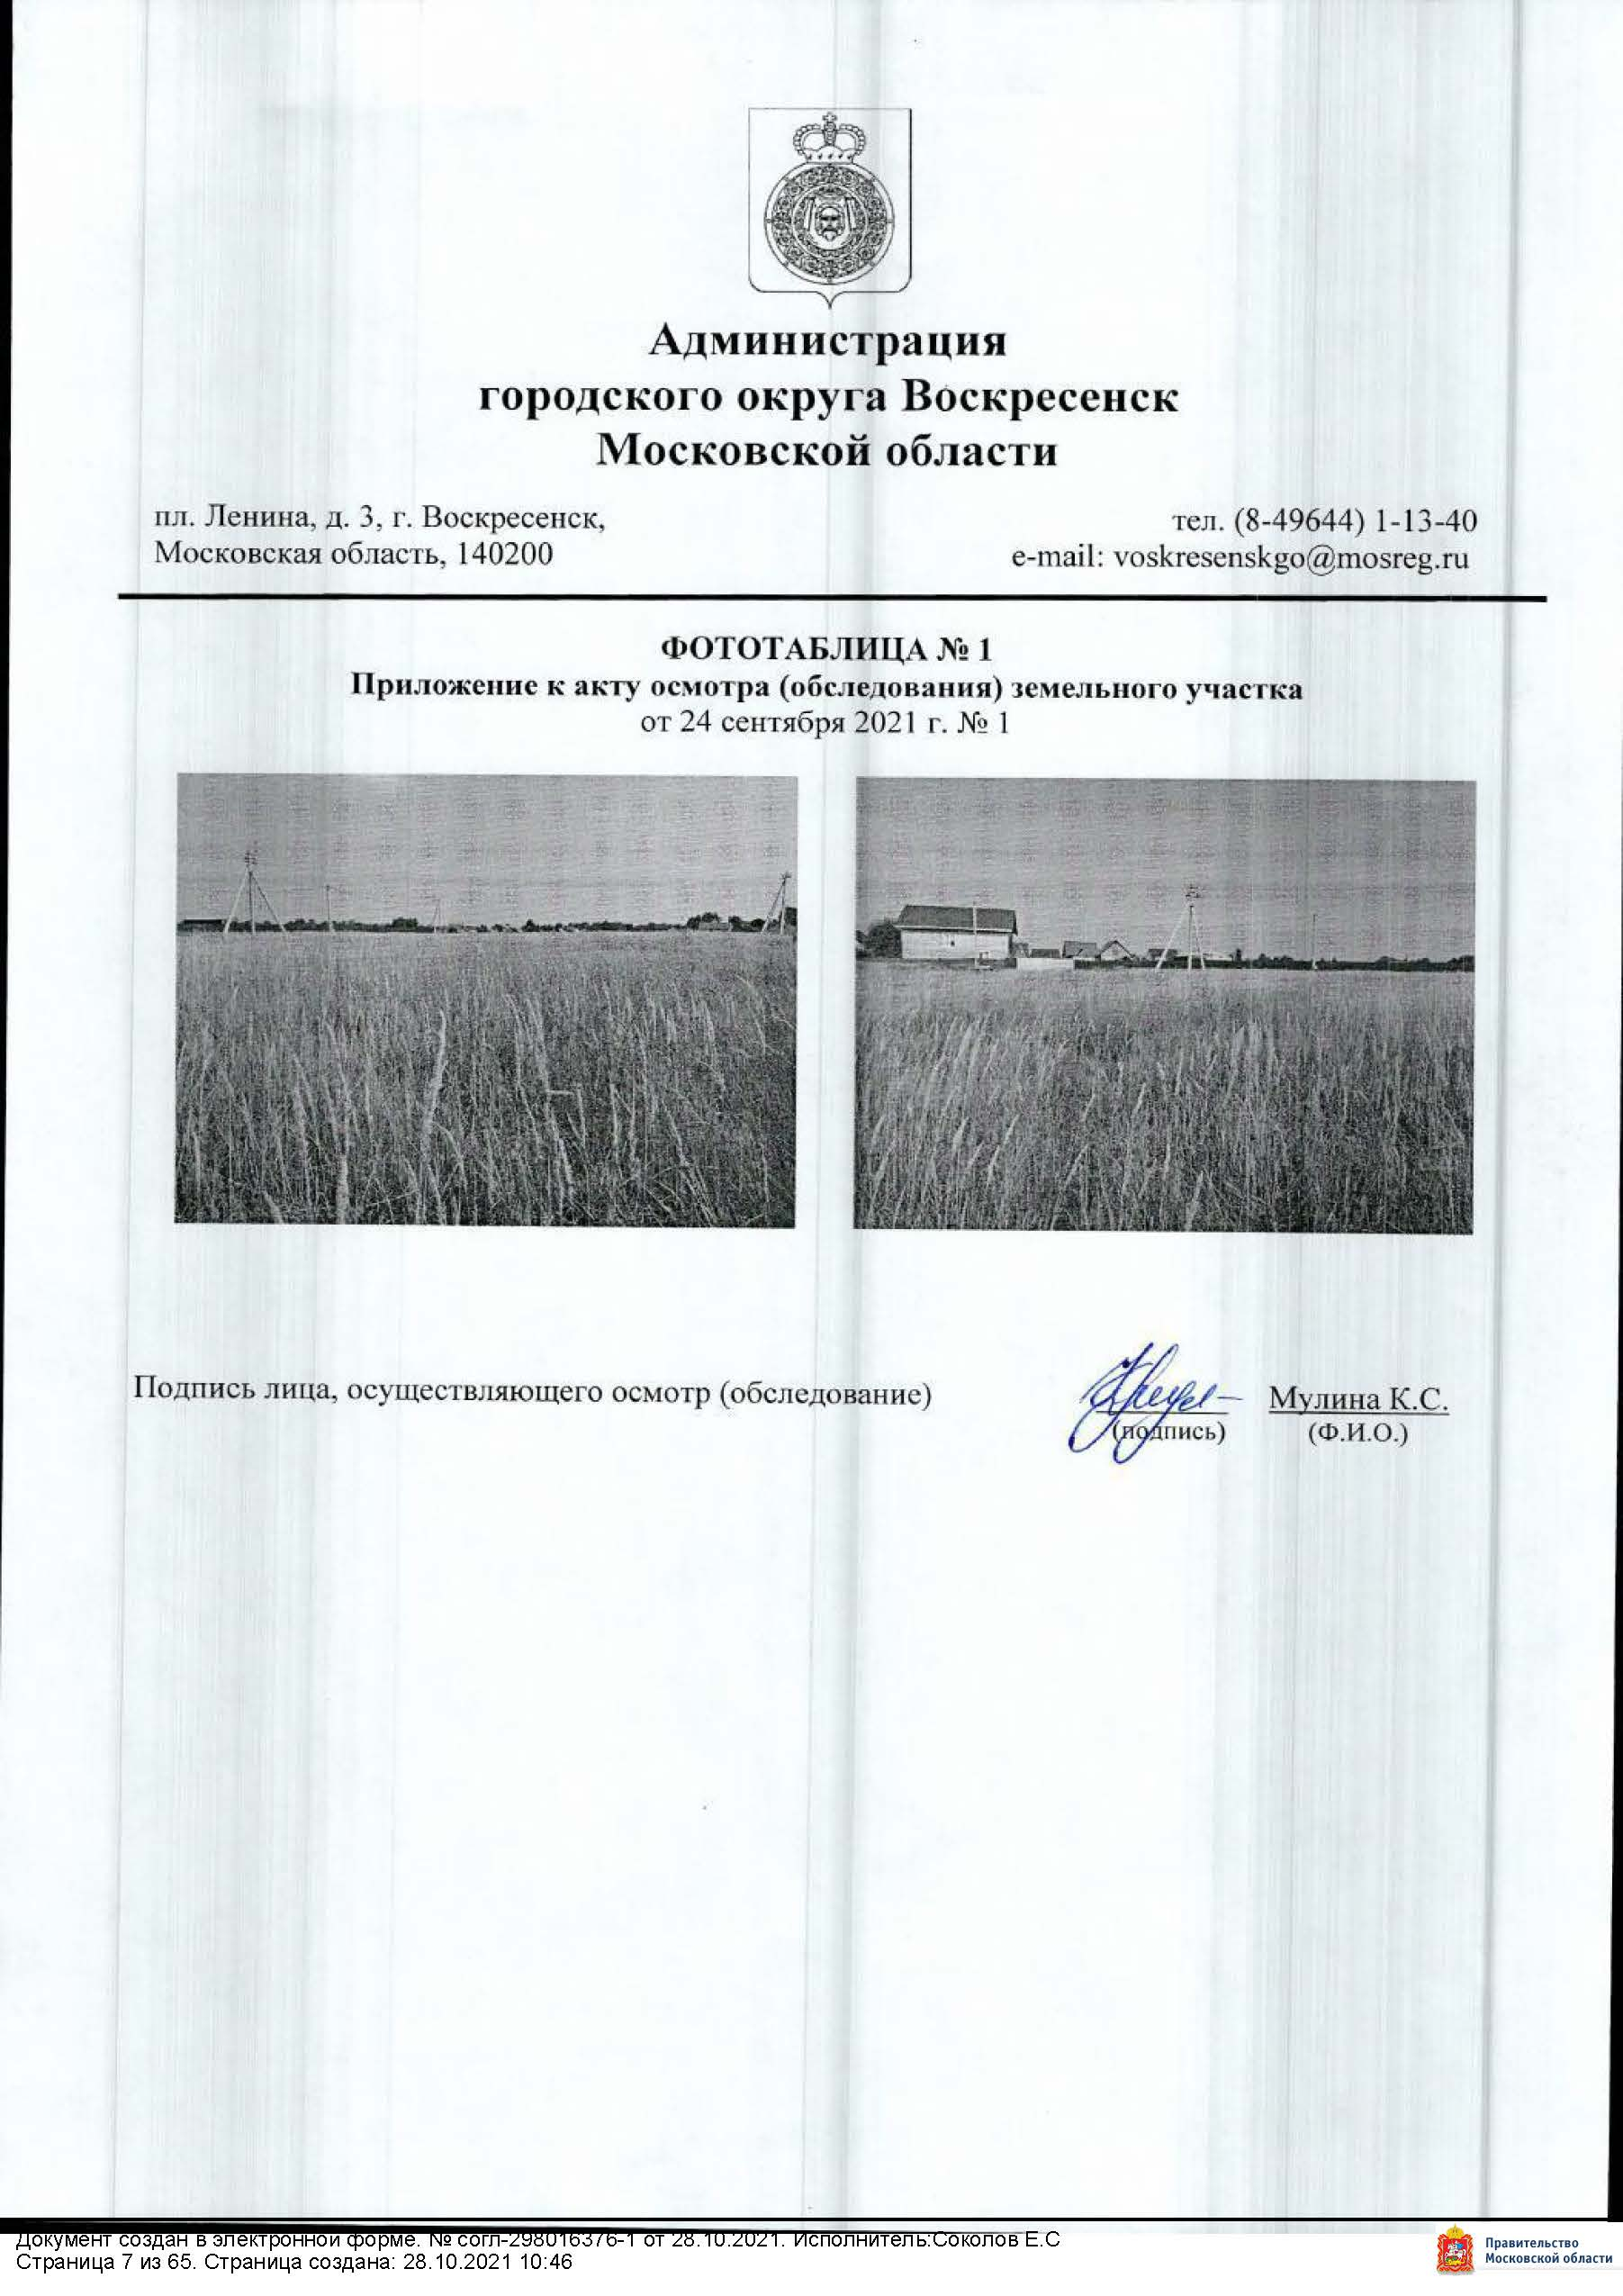 Администрация
городского округа Воскресенск
Московской области
пл. Ленина, д. 3, г. Воскресенск,
Московская область, 140200
тел. (8-49644) 1-13-40
e-mail: voskresenskgo@mosreg.ru
ФОТОТАБЛИЦА № 1
Приложение к акту осмотра (обследования) земельного участка
от 24 сентября 2021 г. № 1
Подпись лица, осуществляющего осмотр (обследование)
Мулина К.С.
(подпись)
(Ф.И.О.)
Документ создан в электронной форме. № согл-298016376-1 от 28.10.2021. Исполнитель:Соколов Е.С
Страница 7 из 65. Страница создана: 28.10.2021 10:46
Правительство
Московской области